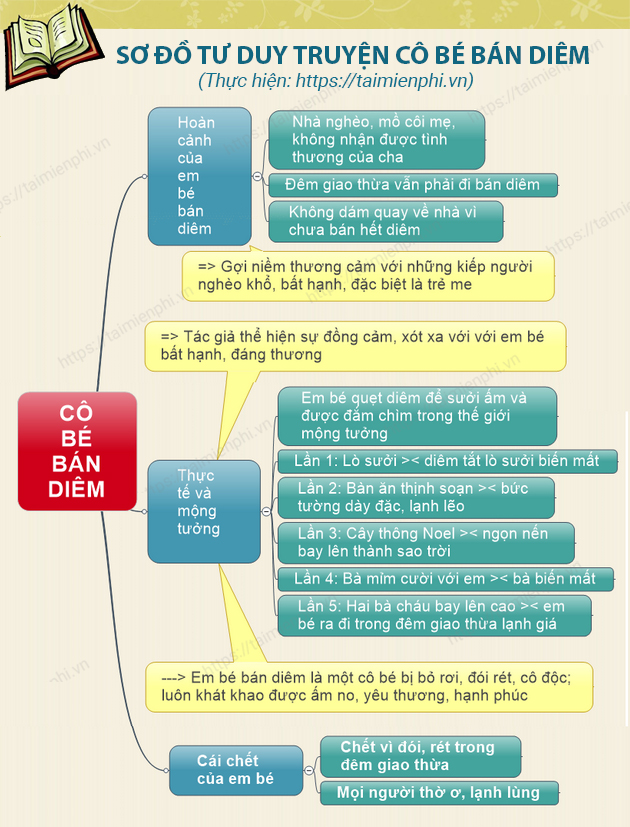 SƠ ĐỒ TƯ DUY TRUYỆN CÔ BÉ BÁN DIÊM
(Thực hiện: https://taimienphi.vn)
Hoàn
cảnh
của
em
bé
bán
diêm
Nhà nghèo, mồ côi mẹ,
không nhận được tình
thương của cha
Đêm giao thừa vẫn phải đi bán diêm
Không dám quay về nhà vì
chưa bán hết diêm
=> Gợi niềm thương cảm với những kiếp người
nghèo khổ, bất hạnh, đặc biệt là trẻ me
=> Tác giả thể hiện sự đồng cảm, xót xa với với em bé
bất hạnh, đáng thương
CÔ
BÉ
BÁN
DIÊM
Thực
tế và
mộng
tưởng
Em bé quẹt diêm để sưởi ấm và
được đắm chìm trong thế giới
mộng tưởng
Lần 1: Lò sưởi >< diêm tắt lò sưởi biến mất
Lần 2: Bàn ăn thịnh soạn >< bức
tường dày đặc, lạnh lẽo
Lần 3: Cây thông Noel >< ngọn nến
bay lên thành sao trời
Lần 4: Bà mỉm cười với em >< bà biến mất
Lần 5: Hai bà cháu bay lên cao >< em
bé ra đi trong đêm giao thừa lạnh giá
---> Em bé bán diêm là một cô bé bị bỏ rơi, đói rét, cô độc;
luôn khát khao được ấm no, yêu thương, hạnh phúc
Cái chết
của em bé
Chết vì đói, rét trong
đêm giao thừa
Mọi người thờ ơ, lạnh lùng
https://taimienphi.vn